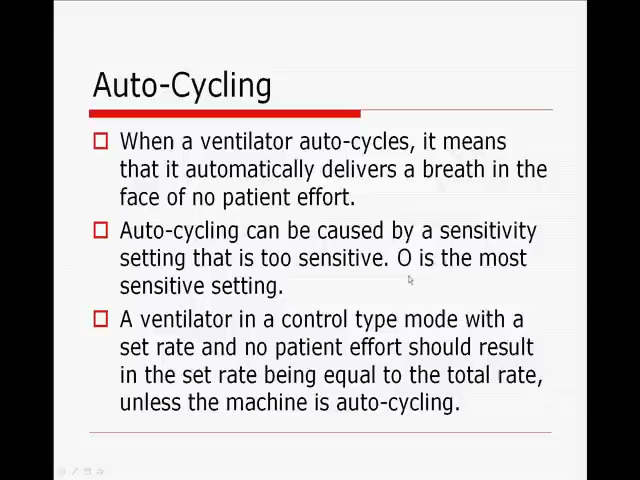 Auto-Cycling
When a ventilator auto-cycles, it means
that it automatically delivers a breath in the
face of no patient effort.
Auto-cycling can be caused by a sensitivity
setting that is too sensitive. O is the most
sensitive setting.
A ventilator in a control type mode with a
set rate and no patient effort should result
in the set rate being equal to the total rate,
unless the machine is auto-cycling.